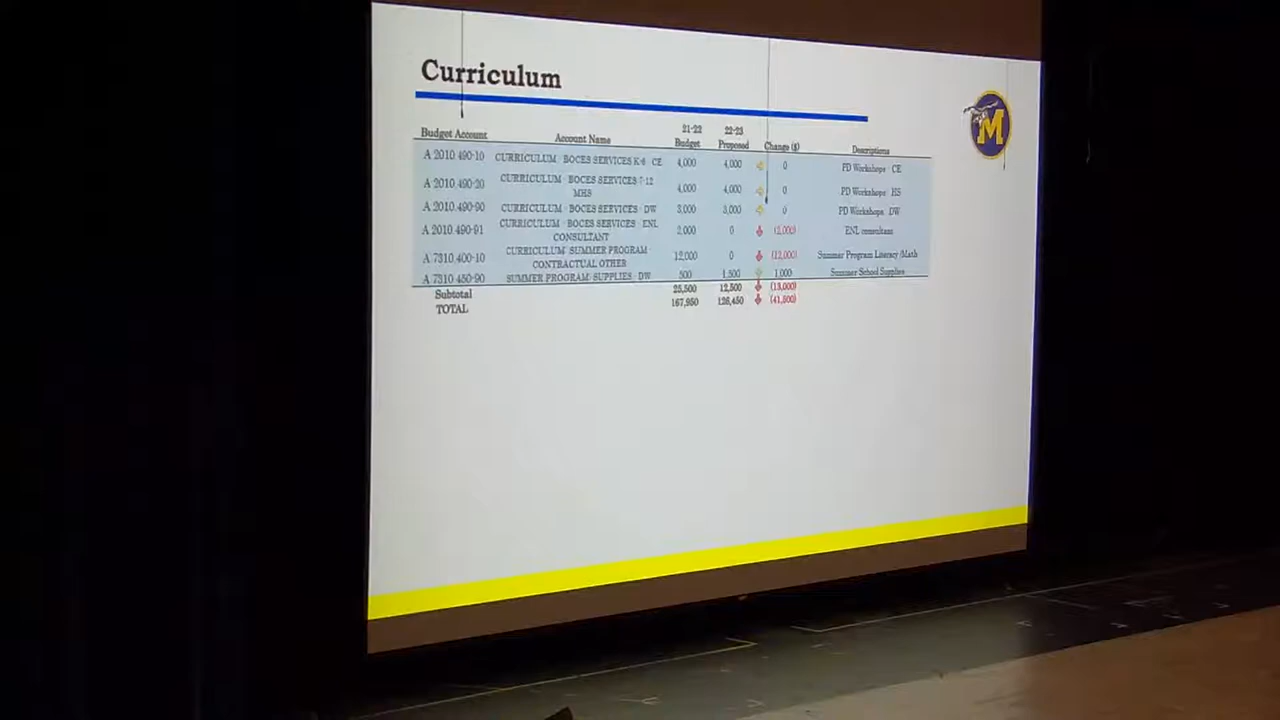 Curriculum
M
21-22 22-23
Budget Account Account Name Budget Proposed Change ($) Descriptions
A 2010.490-10 CURRICULUM - BOCES SERVICES K-6 - CE 4,000 4,000 0 PD Workshops - CE
A 2010.490-20 CURRICULUM - BOCES SERVICES 7-12 MHS 4,000 4,000 0 PD Workshops - HS
A 2010.490-90 CURRICULUM - BOCES SERVICES - DW 3,000 3,000 0 PD Workshops - DW
A 2010.490-91 CURRICULUM - BOCES SERVICES - ENL CONSULTANT 2,000 0 (2,000) ENL consultant
A 7310.400-10 CURRICULUM - SUMMER PROGRAM - CONTRACTUAL OTHER 12,000 0 (12,000) Summer Program Literacy /Math
A 7310.450-90 SUMMER PROGRAM - SUPPLIES - DW 500 1,500 1,000 Summer School Supplies
Subtotal 25,500 12,500 (13,000)
TOTAL 167,950 126,450 (41,500)